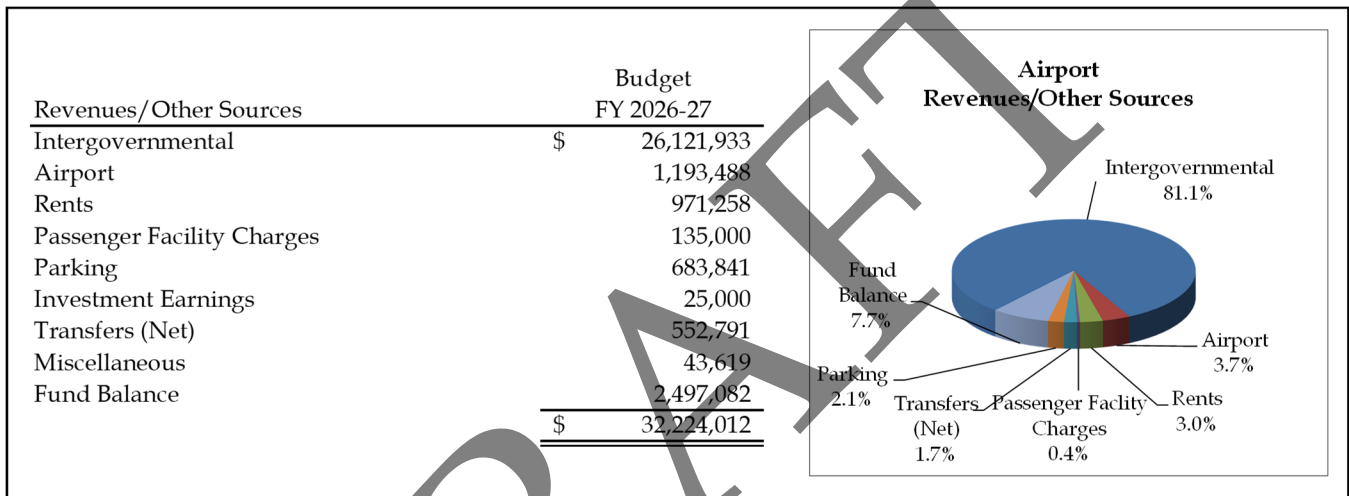 Budget
Revenues/Other Sources FY 2026-27
Intergovernmental $ 26,121,933
Airport 1,193,488
Rents 971,258
Passenger Facility Charges 135,000
Parking 683,841
Investment Earnings 25,000
Transfers (Net) 552,791
Miscellaneous 43,619
Fund Balance 2,497,082
$ 32,224,012
Airport
Revenues/Other Sources
Intergovernmental
81.1%
Fund
Balance
7.7%
Airport
3.7%
Parking
2.1%
Transfers
(Net)
1.7%
Passenger Faclity
Charges
0.4%
Rents
3.0%
DRAFT